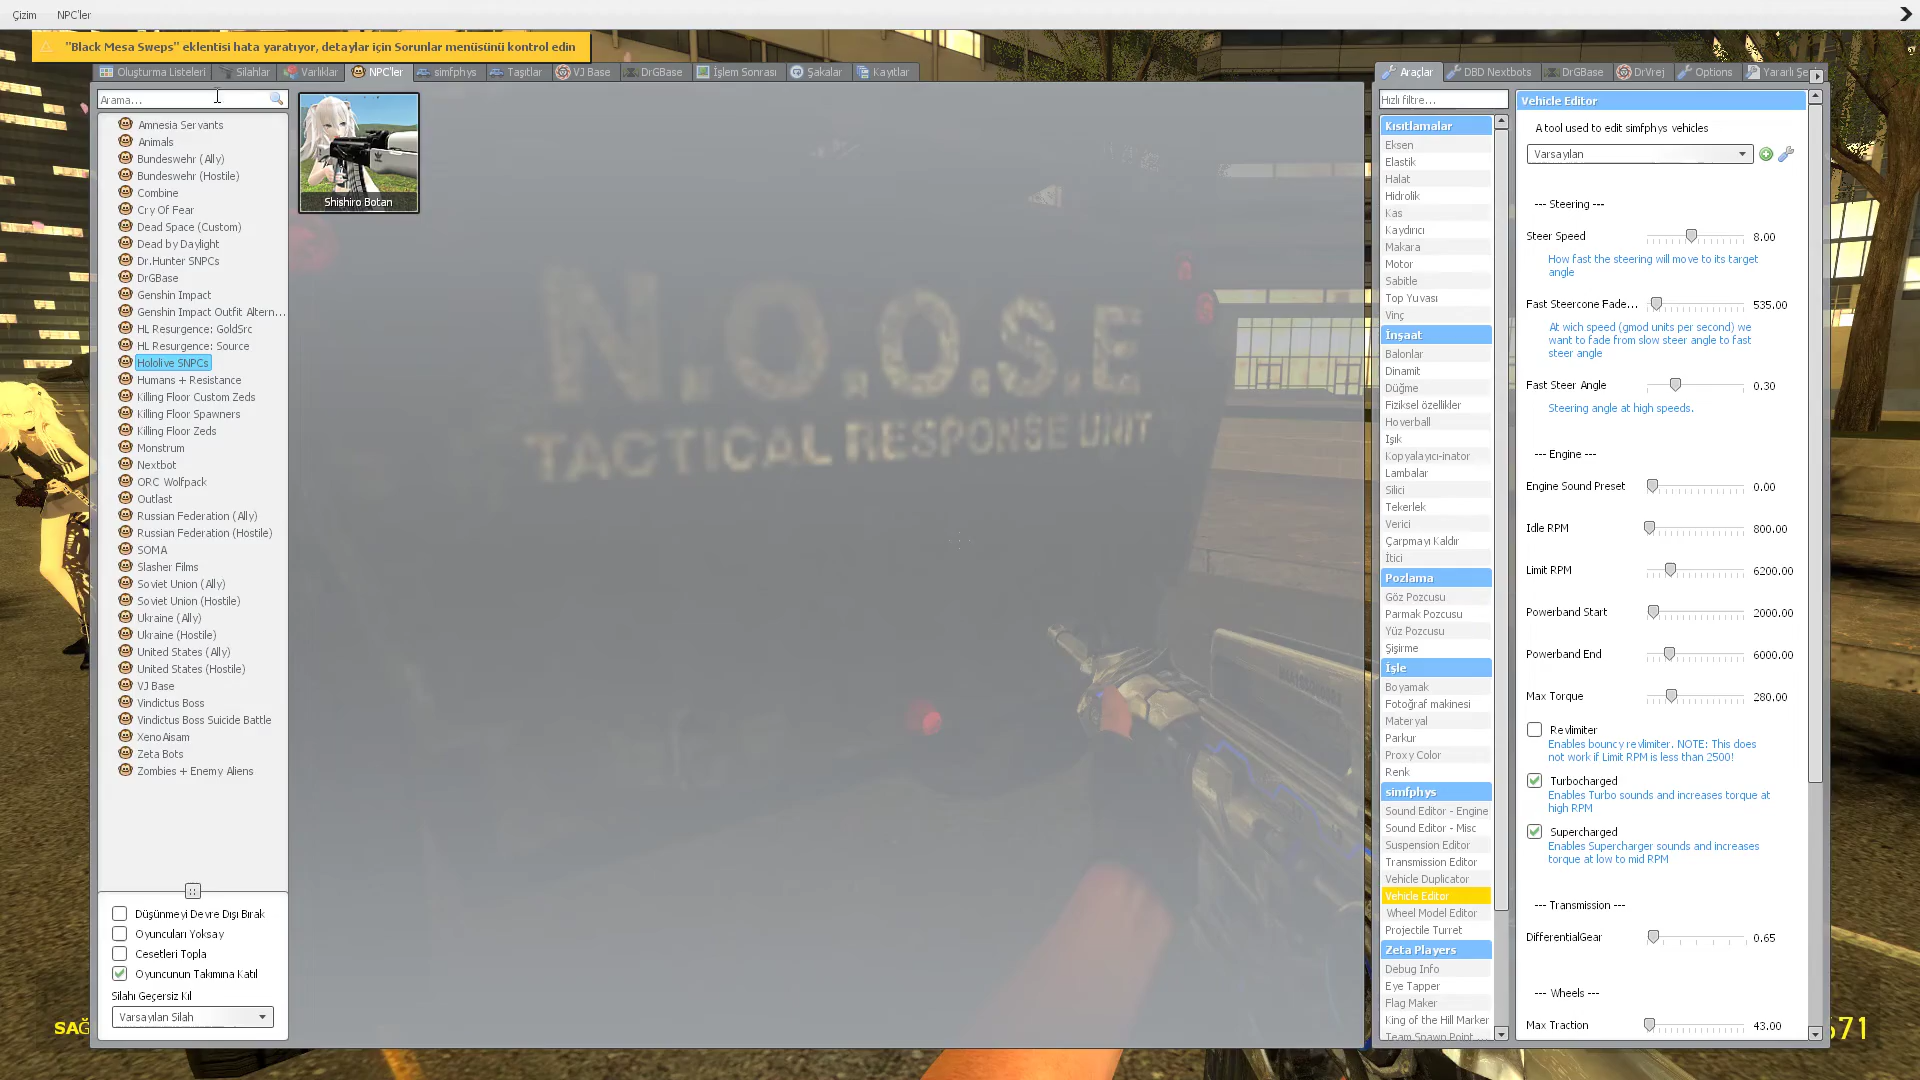 Çizim NPC'ler
"Black Mesa Sweps" eklentisi hata yaratıyor, detaylar için Sorunlar menüsünü kontrol edin
Oluşturma Listeleri Silahlar Varlıklar NPC'ler simfphys Taşıtlar VJ Base DrGBase İşlem Sonrası Şakalar Kayıtlar
Arama...
Amnesia Servants
Animals
Bundeswehr (Ally)
Bundeswehr (Hostile)
Combine
Cry Of Fear
Dead Space (Custom)
Dead by Daylight
Dr.Hunter SNPCs
DrGBase
Genshin Impact
Genshin Impact Outfit Altern...
HL Resurgence: GoldSrc
HL Resurgence: Source
Hololive SNPCs
Humans + Resistance
Killing Floor Custom Zeds
Killing Floor Spawners
Killing Floor Zeds
Monstrum
Nextbot
ORC Wolfpack
Outlast
Russian Federation (Ally)
Russian Federation (Hostile)
SOMA
Slasher Films
Soviet Union (Ally)
Soviet Union (Hostile)
Ukraine (Ally)
Ukraine (Hostile)
United States (Ally)
United States (Hostile)
VJ Base
Vindictus Boss
Vindictus Boss Suicide Battle
XenoAisam
Zeta Bots
Zombies + Enemy Aliens
Düşünmeyi Devre Dışı Bırak
Oyuncuları Yoksay
Cesetleri Topla
Oyuncunun Takımına Katıl
Silahı Geçersiz Kıl
Varsayılan Silah
SAĞ
Shishiro Botan
N.O.O.S.E
TACTICAL RESPONSE UNIT
Araçlar DBD Nextbots DrGBase DrVrej Options Yararlı Şe
Hızlı filtre...
Kısıtlamalar
Eksen
Elastik
Halat
Hidrolik
Kas
Kaydırıcı
Makara
Motor
Sabitle
Top Yuvası
Vinç
İnşaat
Balonlar
Dinamit
Düğme
Fiziksel özellikler
Hoverball
Işık
Kopyalayıcı-inator
Lambalar
Silici
Tekerlek
Verici
Çarpmayı Kaldır
İtici
Pozlama
Göz Pozcusu
Parmak Pozcusu
Yüz Pozcusu
Şişirme
İşle
Boyamak
Fotoğraf makinesi
Materyal
Parkur
Proxy Color
Renk
simfphys
Sound Editor - Engine
Sound Editor - Misc
Suspension Editor
Transmission Editor
Vehicle Duplicator
Vehicle Editor
Wheel Model Editor
Projectile Turret
Zeta Players
Debug Info
Eye Tapper
Flag Maker
King of the Hill Marker
Team Spawn Point
Vehicle Editor
A tool used to edit simfphys vehicles
Varsayılan
--- Steering ---
Steer Speed 8.00
How fast the steering will move to its target
angle
Fast Steercone Fade... 535.00
At wich speed (gmod units per second) we
want to fade from slow steer angle to fast
steer angle
Fast Steer Angle 0.30
Steering angle at high speeds.
--- Engine ---
Engine Sound Preset 0.00
Idle RPM 800.00
Limit RPM 6200.00
Powerband Start 2000.00
Powerband End 6000.00
Max Torque 280.00
Revlimiter
Enables bouncy revlimiter. NOTE: This does
not work if Limit RPM is less than 2500!
Turbocharged
Enables Turbo sounds and increases torque at
high RPM
Supercharged
Enables Supercharger sounds and increases
torque at low to mid RPM
--- Transmission ---
DifferentialGear 0.65
--- Wheels ---
Max Traction 43.00
671